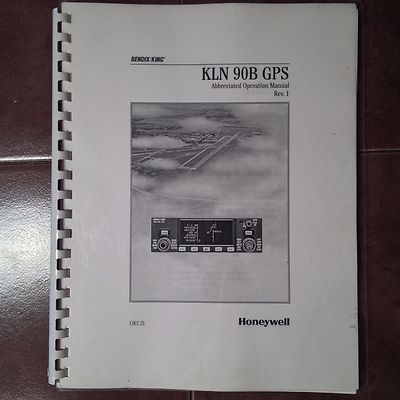 BENDIX/KING®
KLN 90B GPS
Abbreviated Operation Manual
Rev. 1
ORS 20
Honeywell